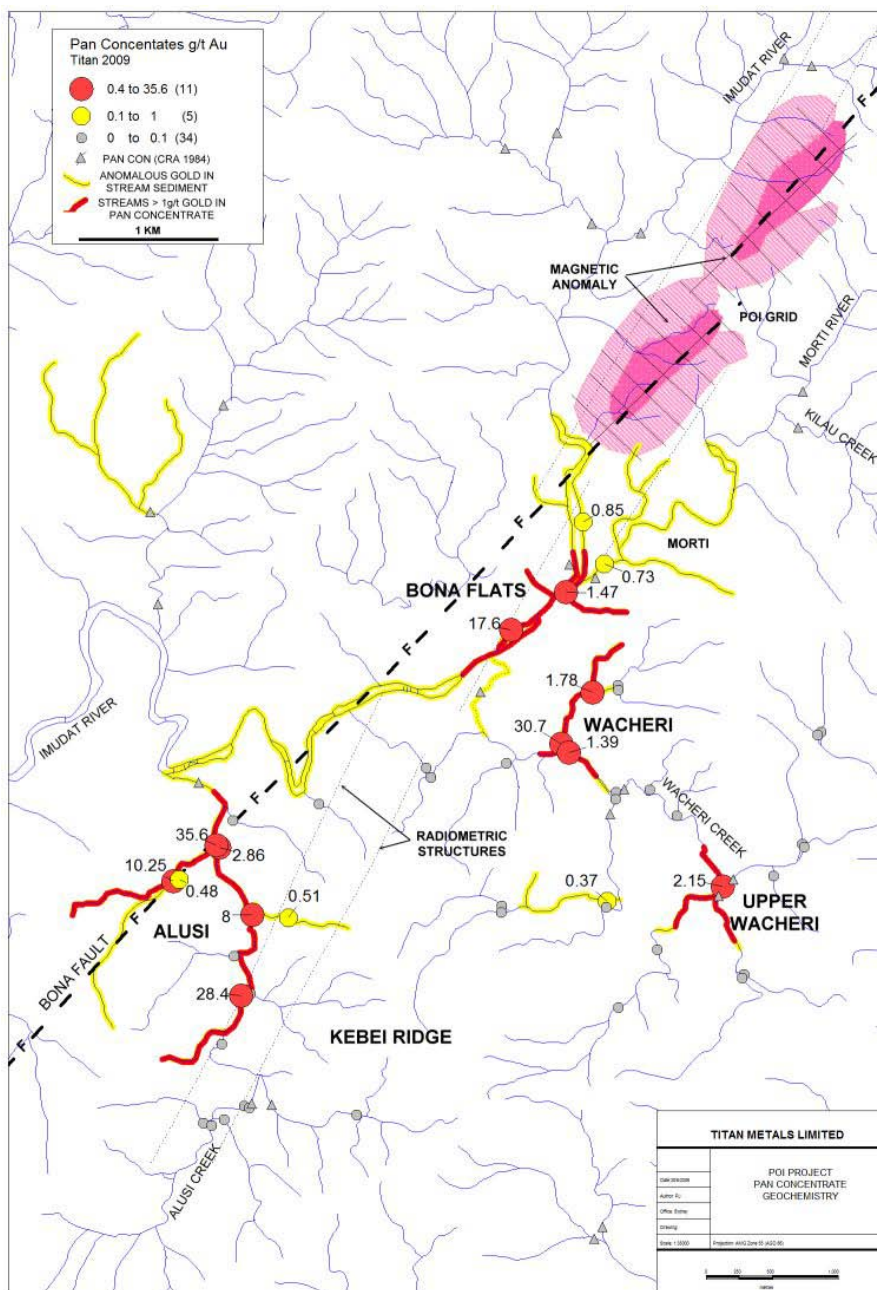 Pan Concentates g/t Au
Titan 2009
0.4 to 35.6 (11)
0.1 to 1 (5)
0 to 0.1 (34)
PAN CON (CRA 1984)
ANOMALOUS GOLD IN
STREAM SEDIMENT
STREAMS > 1g/t GOLD IN
PAN CONCENTRATE
1 KM
IMUDAT RIVER
F
MAGNETIC
ANOMALY
POI GRID
MORTI RIVER
KILAU CREEK
F
0.85
MORTI
0.73
BONA FLATS
1.47
17.6
F
1.78
WACHERI
30.7
1.39
IMUDAT RIVER
F
WACHERI CREEK
RADIOMETRIC
STRUCTURES
35.6
2.86
10.25
0.48
0.37
2.15
UPPER
WACHERI
0.51
8
ALUSI
F
BONA FAULT
28.4
KEBEI RIDGE
F
ALUSI CREEK
TITAN METALS LIMITED
POI PROJECT
PAN CONCENTRATE
GEOCHEMISTRY
Author: RJ
Office: Sydney
Drawing: